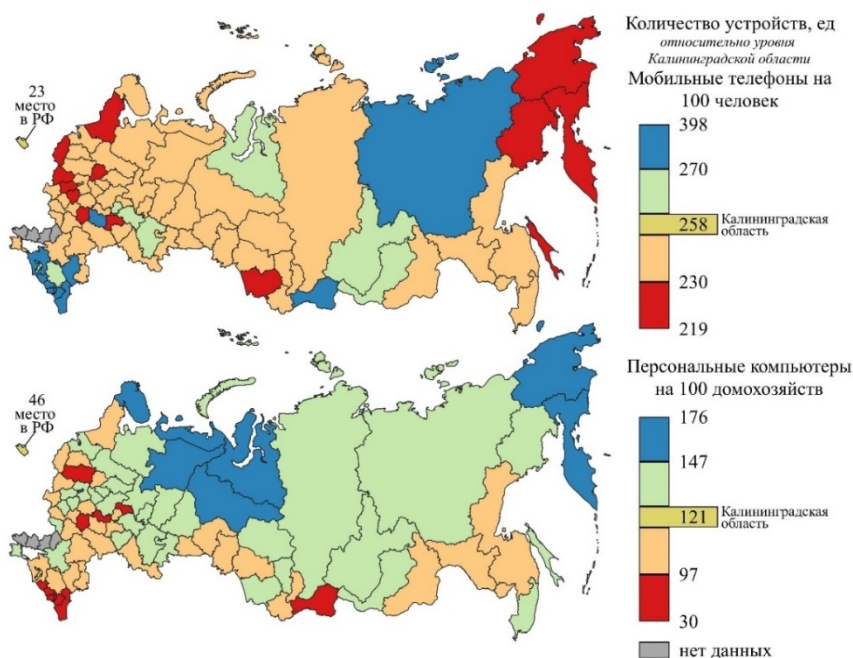 Количество устройств, ед
относительно уровня
Калининградской области
Мобильные телефоны на
100 человек
23
место
в РФ
398
270
258
Калининградская
область
230
219
Персональные компьютеры
на 100 домохозяйств
46
место
в РФ
176
147
121
Калининградская
область
97
30
нет данных